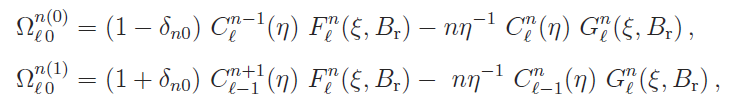 Ω_{ℓ0}^{n(0)} = (1 − δ_{n0}) C_ℓ^{n−1}(η) F_ℓ^n(ξ, B_r) − nη^{−1} C_ℓ^n(η) G_ℓ^n(ξ, B_r) ,
Ω_{ℓ0}^{n(1)} = (1 + δ_{n0}) C_{ℓ−1}^{n+1}(η) F_ℓ^n(ξ, B_r) − nη^{−1} C_{ℓ−1}^n(η) G_ℓ^n(ξ, B_r) ,